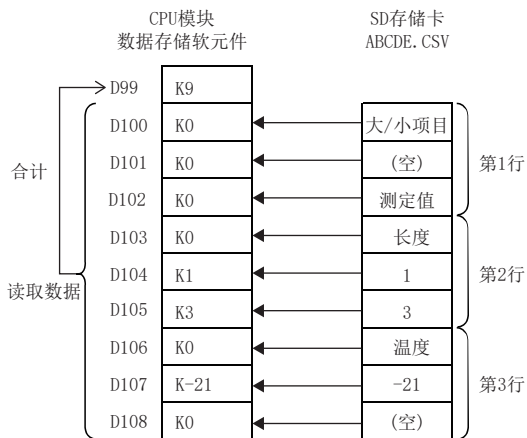 CPU模块
数据存储软元件
SD存储卡
ABCDE.CSV
D99 K9
D100 K0 大/小项目
D101 K0 (空) 第1行
D102 K0 测定值
D103 K0 长度
D104 K1 1 第2行
D105 K3 3
D106 K0 温度
D107 K-21 -21 第3行
D108 K0 (空)
合计
读取数据